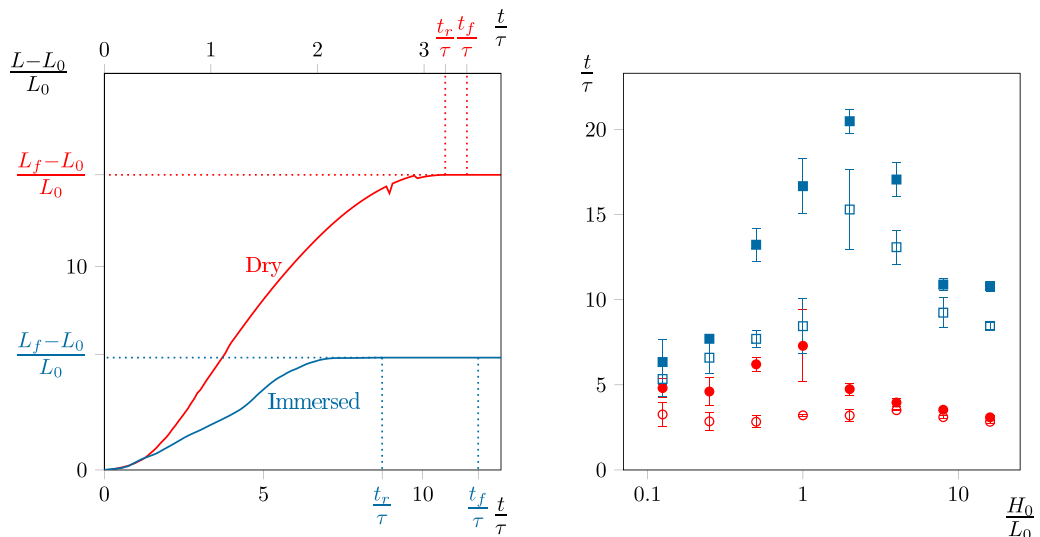 t_r/τ t_f/τ t/τ
0 1 2 3
(L−L_0)/L_0
(L_f−L_0)/L_0
10
Dry
(L_f−L_0)/L_0
Immersed
0
0 5 10
t_r/τ t_f/τ t/τ
t/τ
20
15
10
5
0
0.1 1 10
H_0/L_0